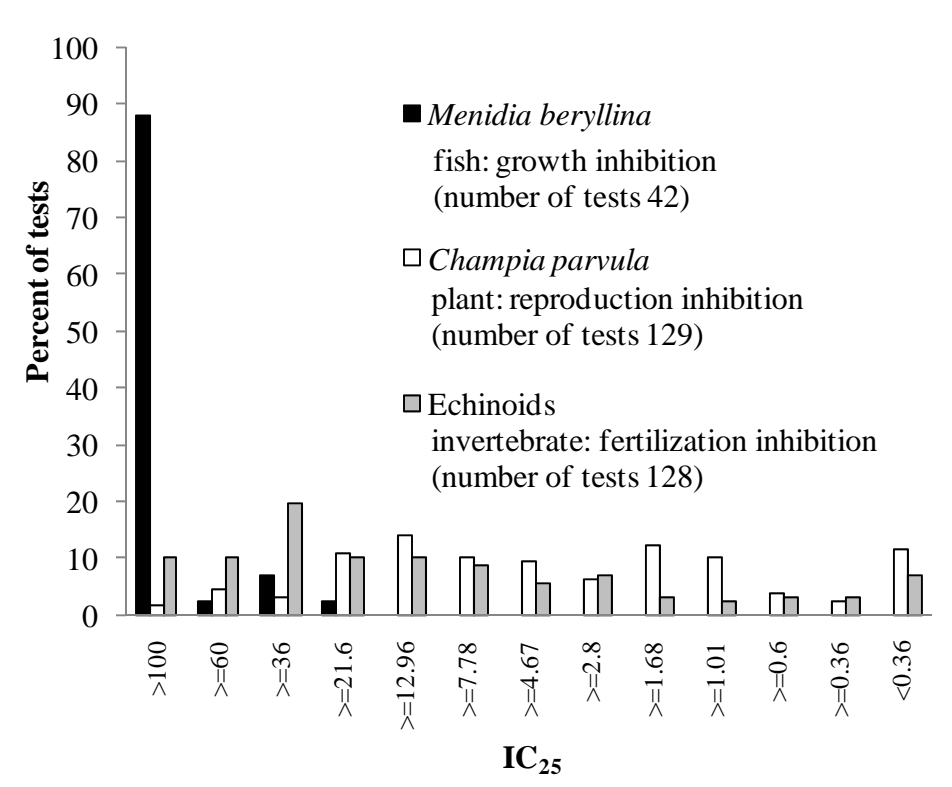 100
90
80
70
60
50
40
30
20
10
0
Percent of tests
Menidia beryllina
fish: growth inhibition
(number of tests 42)
Champia parvula
plant: reproduction inhibition
(number of tests 129)
Echinoids
invertebrate: fertilization inhibition
(number of tests 128)
>100
>=60
>=36
>=21.6
>=12.96
>=7.78
>=4.67
>=2.8
>=1.68
>=1.01
>=0.6
>=0.36
<0.36
IC25